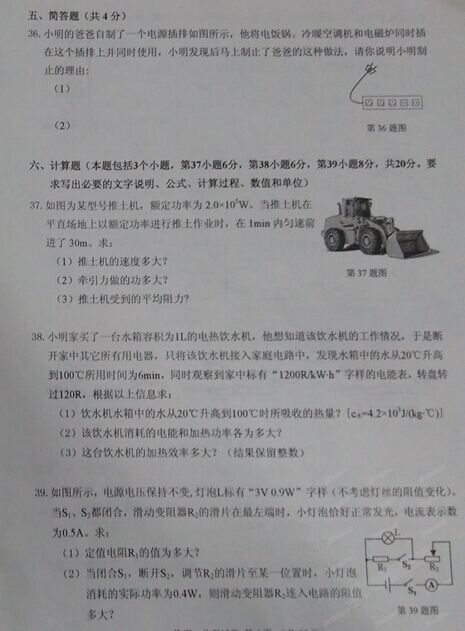 五、简答题（共4分）
36.小明的爸爸自制了一个电源插排如图所示，他将电饭锅、冷暖空调机和电磁炉同时插
在这个插排上并同时使用，小明发现后马上制止了爸爸的这种做法，请你说明小明制
止的理由：
（1）
（2）
第36题图
六、计算题（本题包括3个小题，第37小题6分，第38小题6分，第39小题8分，共20分。要
求写出必要的文字说明、公式、计算过程、数值和单位）
37.如图为某型号推土机，额定功率为 2.0×10⁵W。当推土机在
平直场地上以额定功率进行推土作业时，在 1min 内匀速前
进了 30m。求：
（1）推土机的速度多大？
（2）牵引力做的功多大？
（3）推土机受到的平均阻力？
第 37 题图
38.小明家买了一台水箱容积为1L的电热饮水机，他想知道该饮水机的工作情况，于是断
开家中其它所有用电器，只将该饮水机接入家庭电路中，发现水箱中的水从20℃升高
到100℃所用时间为6min，同时观察到家中标有“1200R/kW·h”字样的电能表，转盘转
过120R，根据以上信息求：
（1）饮水机水箱中的水从20℃升高到100℃时所吸收的热量？〔c水=4.2×10³J/(kg·℃)〕
（2）该饮水机消耗的电能和加热功率各为多大？
（3）这台饮水机的加热效率多大？（结果保留整数）
39.如图所示，电源电压保持不变,灯泡L标有“3V 0.9W”字样（不考虑灯丝的阻值变化）。
当S₁、S₂都闭合，滑动变阻器R₂的滑片在最左端时，小灯泡恰好正常发光，电流表示数
为0.5A。求：
（1）定值电阻R₁的值为多大？
（2）当闭合S₁，断开S₂，调节R₂的滑片至某一位置时，小灯泡
消耗的实际功率为0.4W，则滑动变阻器R₂连入电路的阻值
多大？
L
R₁
S₂
R₂
S₁
A
第 39 题图